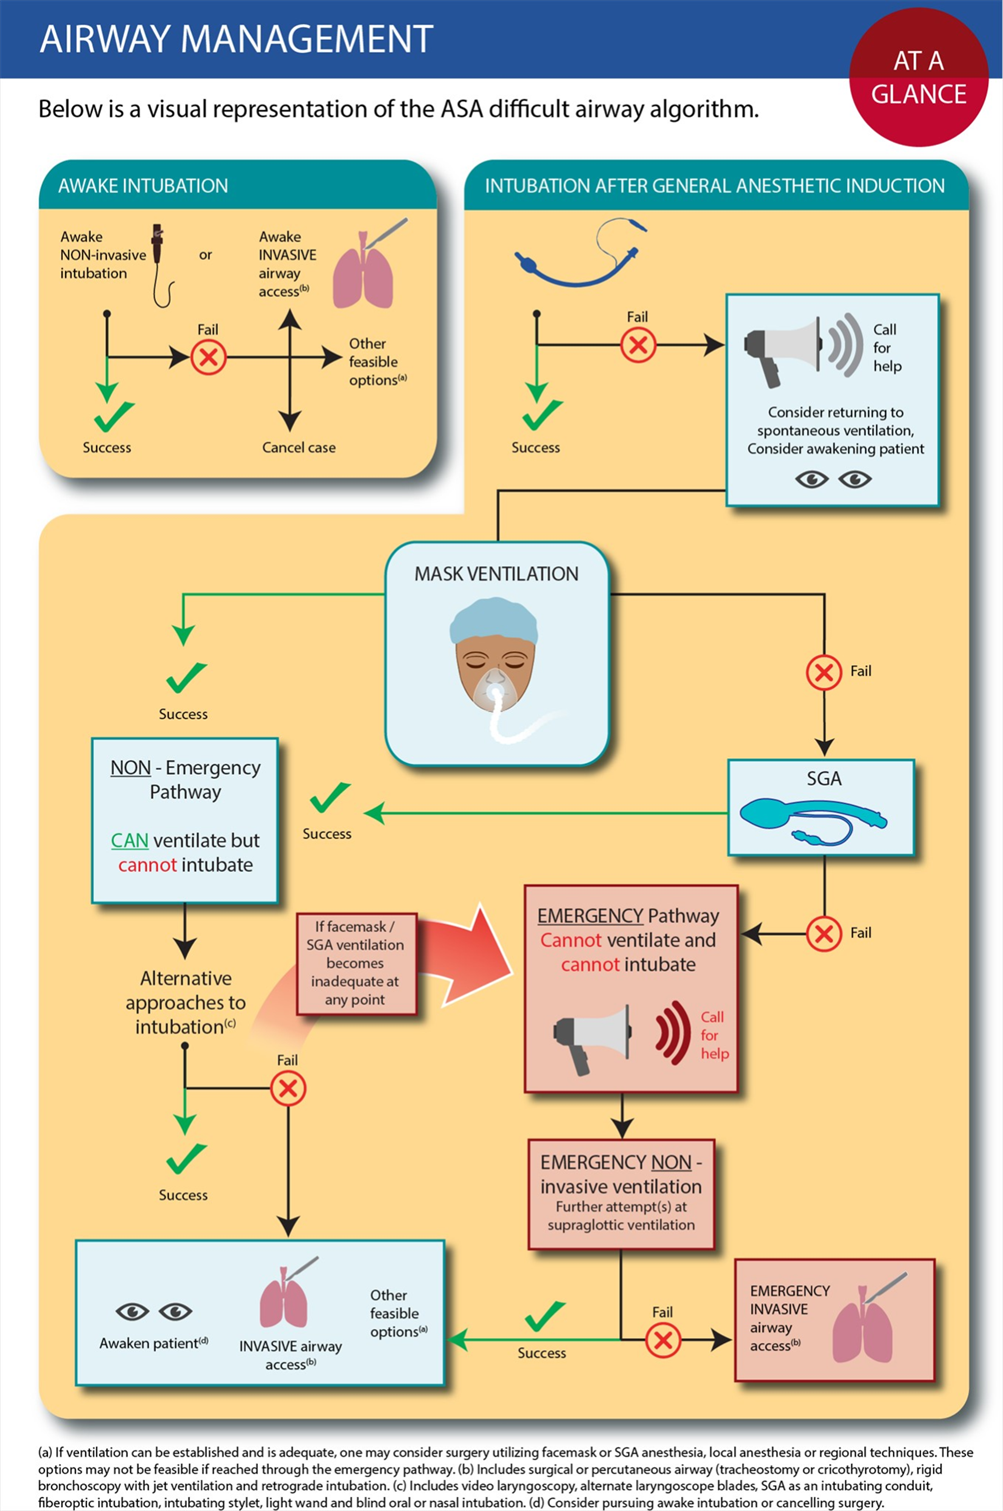 AIRWAY MANAGEMENT
AT A
GLANCE
Below is a visual representation of the ASA difficult airway algorithm.
AWAKE INTUBATION
Awake
NON-invasive
intubation
or
Awake
INVASIVE
airway
access(b)
Fail
Other
feasible
options(a)
Success
Cancel case
INTUBATION AFTER GENERAL ANESTHETIC INDUCTION
Fail
Success
Call
for
help
Consider returning to
spontaneous ventilation,
Consider awakening patient
MASK VENTILATION
Success
Fail
NON - Emergency
Pathway
CAN ventilate but
cannot intubate
SGA
Success
Fail
If facemask /
SGA ventilation
becomes
inadequate at
any point
EMERGENCY Pathway
Cannot ventilate and
cannot intubate
Call
for
help
Alternative
approaches to
intubation(c)
Fail
Success
EMERGENCY NON -
invasive ventilation
Further attempt(s) at
supraglottic ventilation
Awaken patient(d)
INVASIVE airway
access(b)
Other
feasible
options(a)
Success
Fail
EMERGENCY
INVASIVE
airway
access(b)
(a) If ventilation can be established and is adequate, one may consider surgery utilizing facemask or SGA anesthesia, local anesthesia or regional techniques. These
options may not be feasible if reached through the emergency pathway. (b) Includes surgical or percutaneous airway (tracheostomy or cricothyrotomy), rigid
bronchoscopy with jet ventilation and retrograde intubation. (c) Includes video laryngoscopy, alternate laryngoscope blades, SGA as an intubating conduit,
fiberoptic intubation, intubating stylet, light wand and blind oral or nasal intubation. (d) Consider pursuing awake intubation or cancelling surgery.